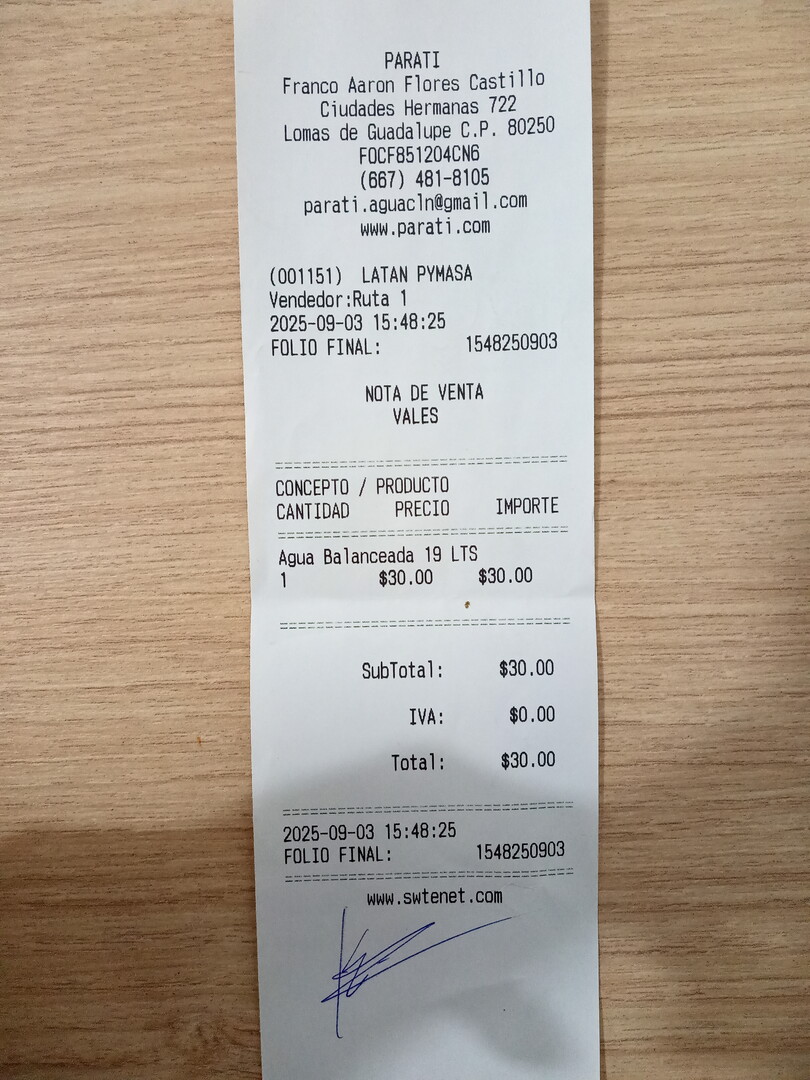 PARATI
Franco Aaron Flores Castillo
Ciudades Hermanas 722
Lomas de Guadalupe C.P. 80250
FOCF851204CN6
(667) 481-8105
parati.aguacln@gmail.com
www.parati.com
(001151) LATAN PYMASA
Vendedor:Ruta 1
2025-09-03 15:48:25
FOLIO FINAL: 1548250903
NOTA DE VENTA
VALES
CONCEPTO / PRODUCTO
CANTIDAD PRECIO IMPORTE
Agua Balanceada 19 LTS
1 $30.00 $30.00
SubTotal: $30.00
IVA: $0.00
Total: $30.00
2025-09-03 15:48:25
FOLIO FINAL: 1548250903
www.swtenet.com